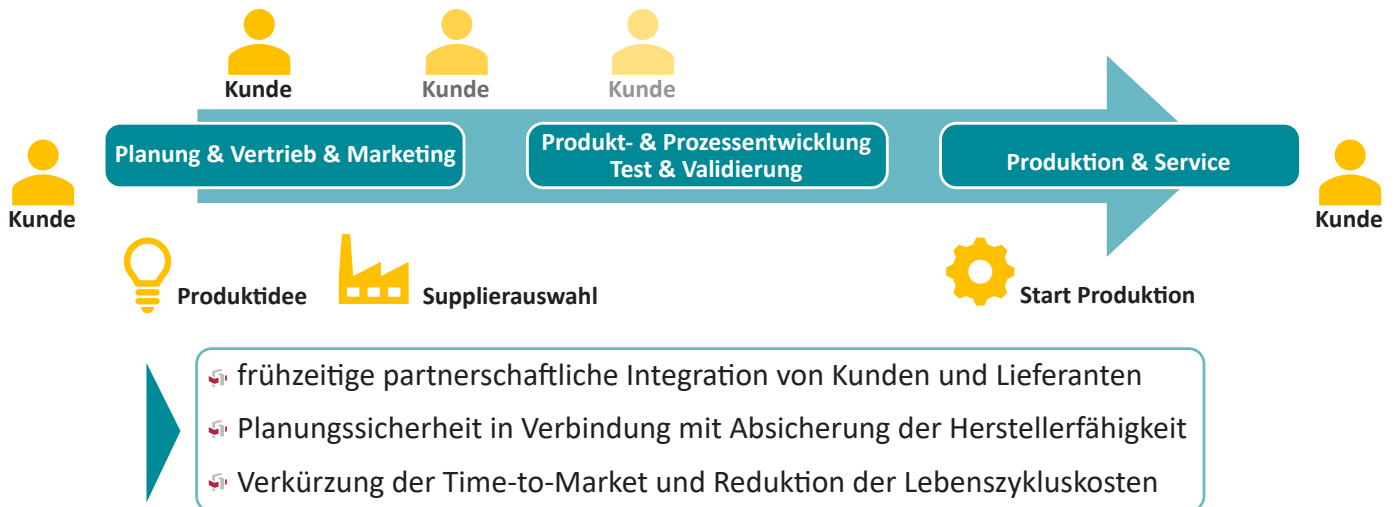 Kunde
Kunde
Kunde
Planung & Vertrieb & Marketing
Produkt- & Prozessentwicklung
Test & Validierung
Produktion & Service
Kunde
Kunde
Produktidee
Supplierauswahl
Start Produktion
frühzeitige partnerschaftliche Integration von Kunden und Lieferanten
Planungssicherheit in Verbindung mit Absicherung der Herstellerfähigkeit
Verkürzung der Time-to-Market und Reduktion der Lebenszykluskosten